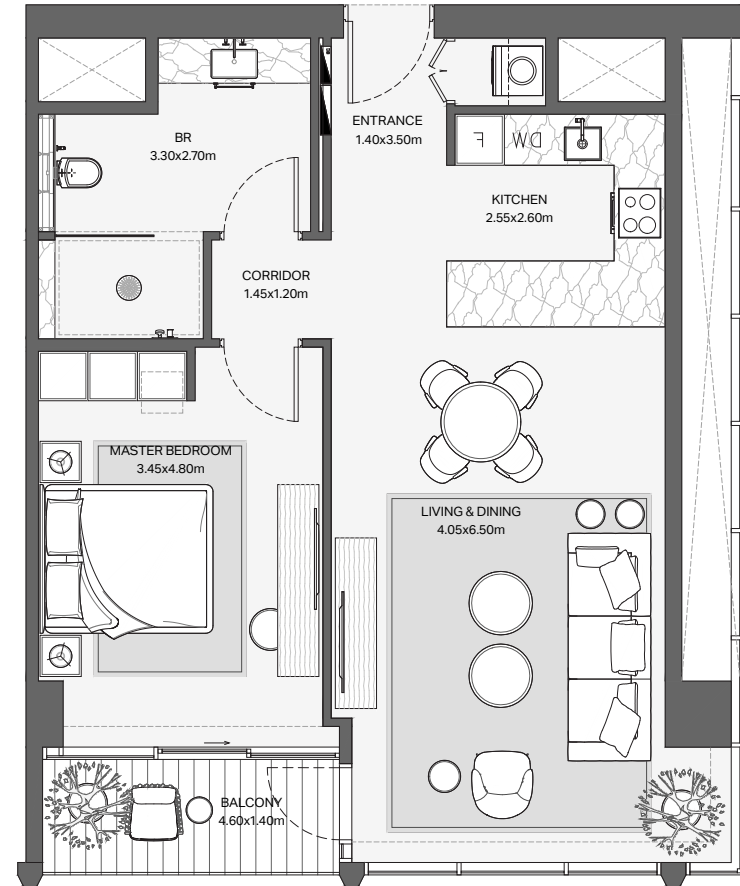 ENTRANCE
1.40x3.50m
BR
3.30x2.70m
F
DW
KITCHEN
2.55x2.60m
CORRIDOR
1.45x1.20m
MASTER BEDROOM
3.45x4.80m
LIVING & DINING
4.05x6.50m
BALCONY
4.60x1.40m